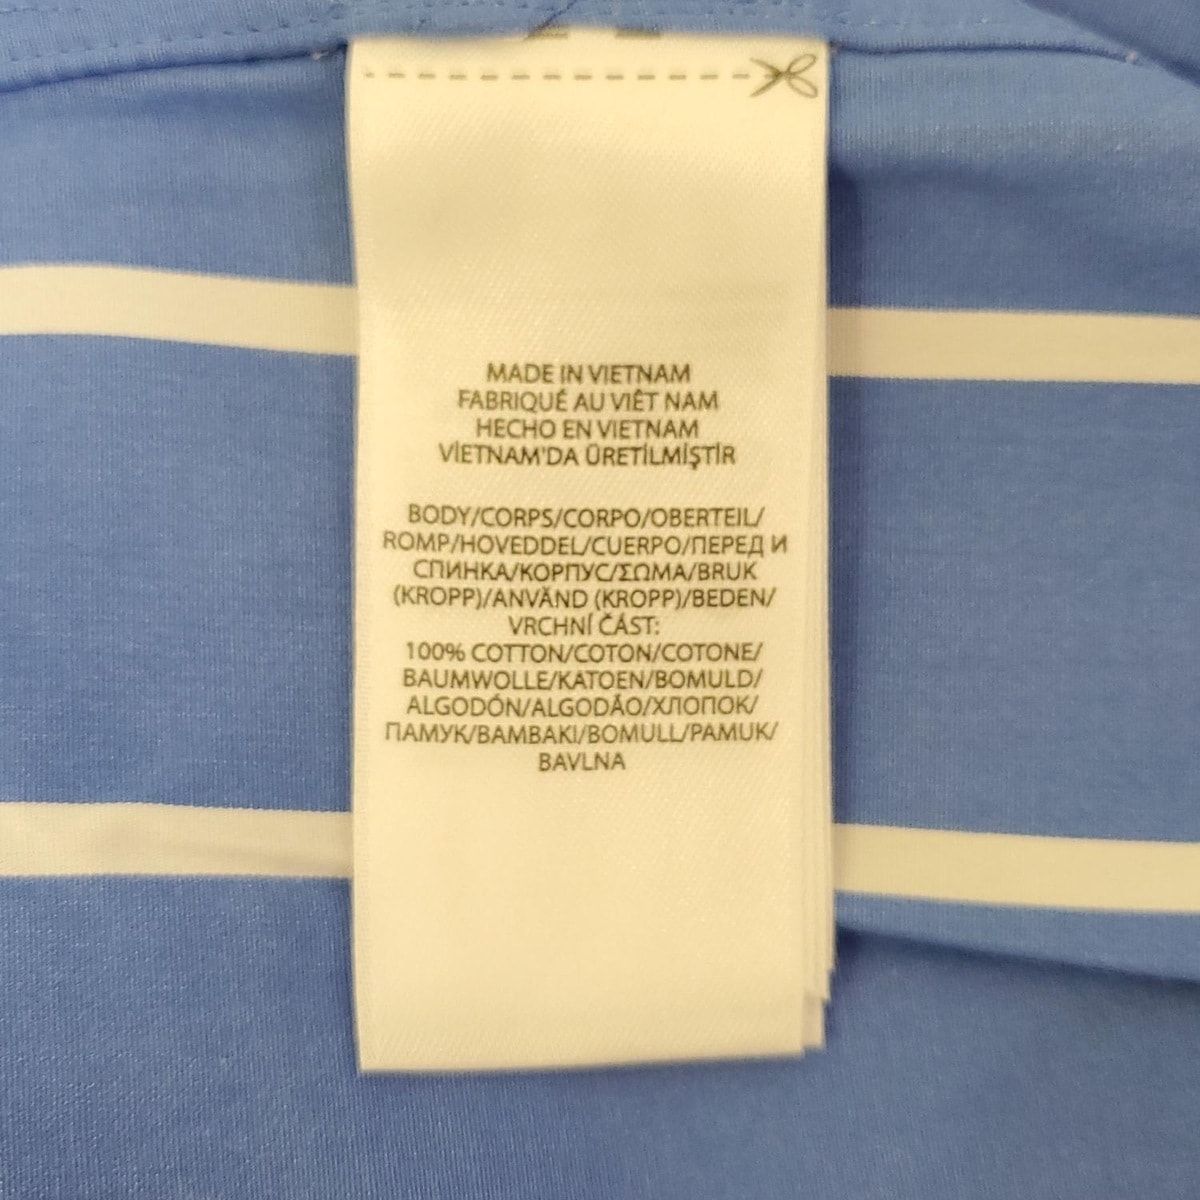 MADE IN VIETNAM
FABRIQUÉ AU VIÊT NAM
HECHO EN VIETNAM
VİETNAM'DA ÜRETİLMİŞTİR
BODY/CORPS/CORPO/OBERTEIL/
ROMP/HOVEDDEL/CUERPO/ПЕРЕД И
СПИНКА/КОРПУС/ΣΩΜΑ/BRUK
(KROPP)/ANVÄND (KROPP)/BEDEN/
VRCHNÍ ČÁST:
100% COTTON/COTON/COTONE/
BAUMWOLLE/KATOEN/BOMULD/
ALGODÓN/ALGODÃO/ХЛОПОК/
ПАМУК/BAMBAKI/BOMULL/PAMUK/
BAVLNA